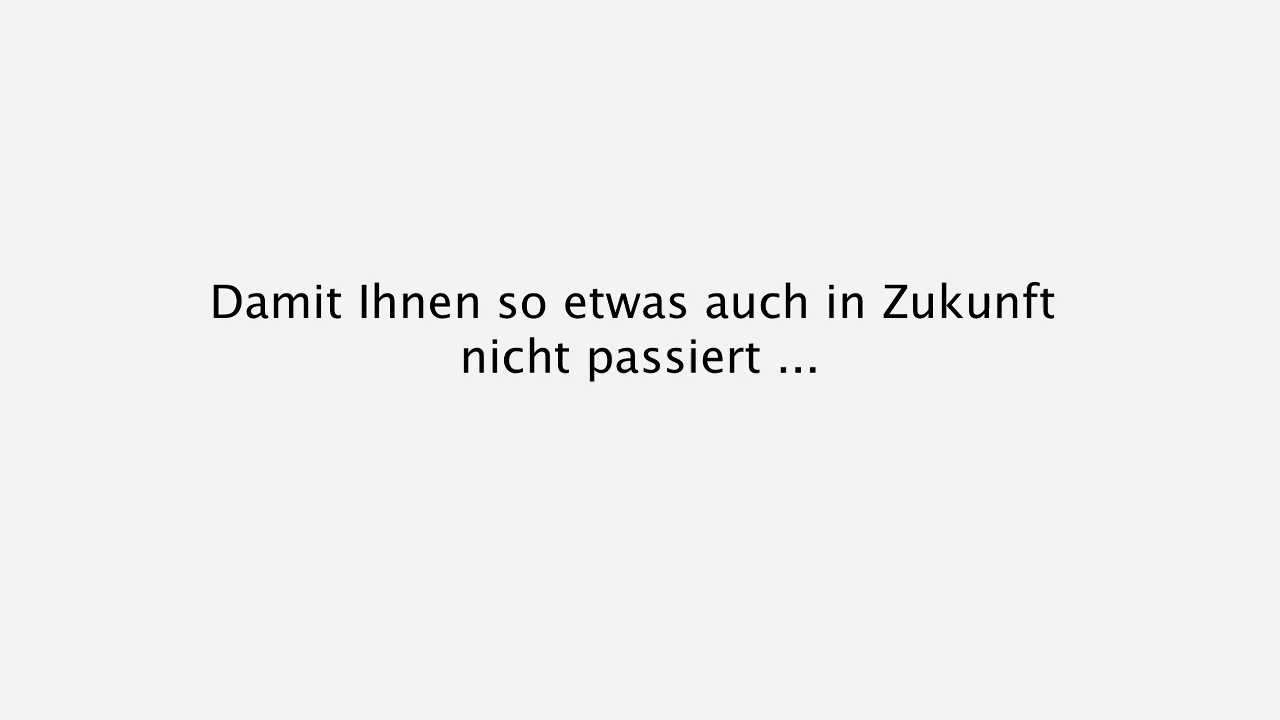 Damit Ihnen so etwas auch in Zukunft
nicht passiert ...